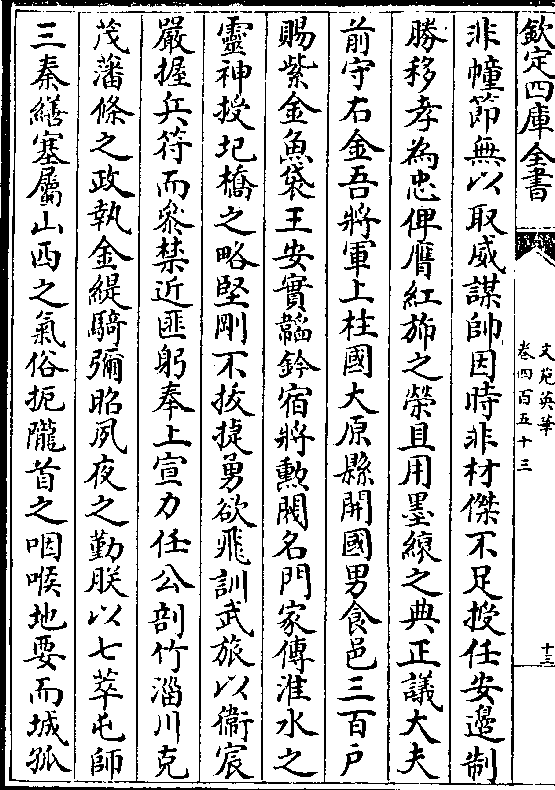 欽定四庫全書
文苑英華
卷四百五十三
十三
非幢節無以取威謀帥因時非材傑不足授任安邊制
勝移孝為忠俾膺紅斾之榮且用墨縗之典正議大夫
前守右金吾將軍上柱國大原縣開國男食邑三百戶
賜紫金魚袋王安實韜鈐宿將勲閥名門家傳淮水之
靈神授圯橋之略堅剛不拔捷勇欲飛訓武旅以衞宸
嚴握兵符而叅禁近匪躬奉上宣力任公剖竹淄川克
茂藩條之政執金緹騎彌昭夙夜之勤朕以七萃屯師
三秦繕塞屬山西之氣俗扼隴首之咽喉地要而城孤